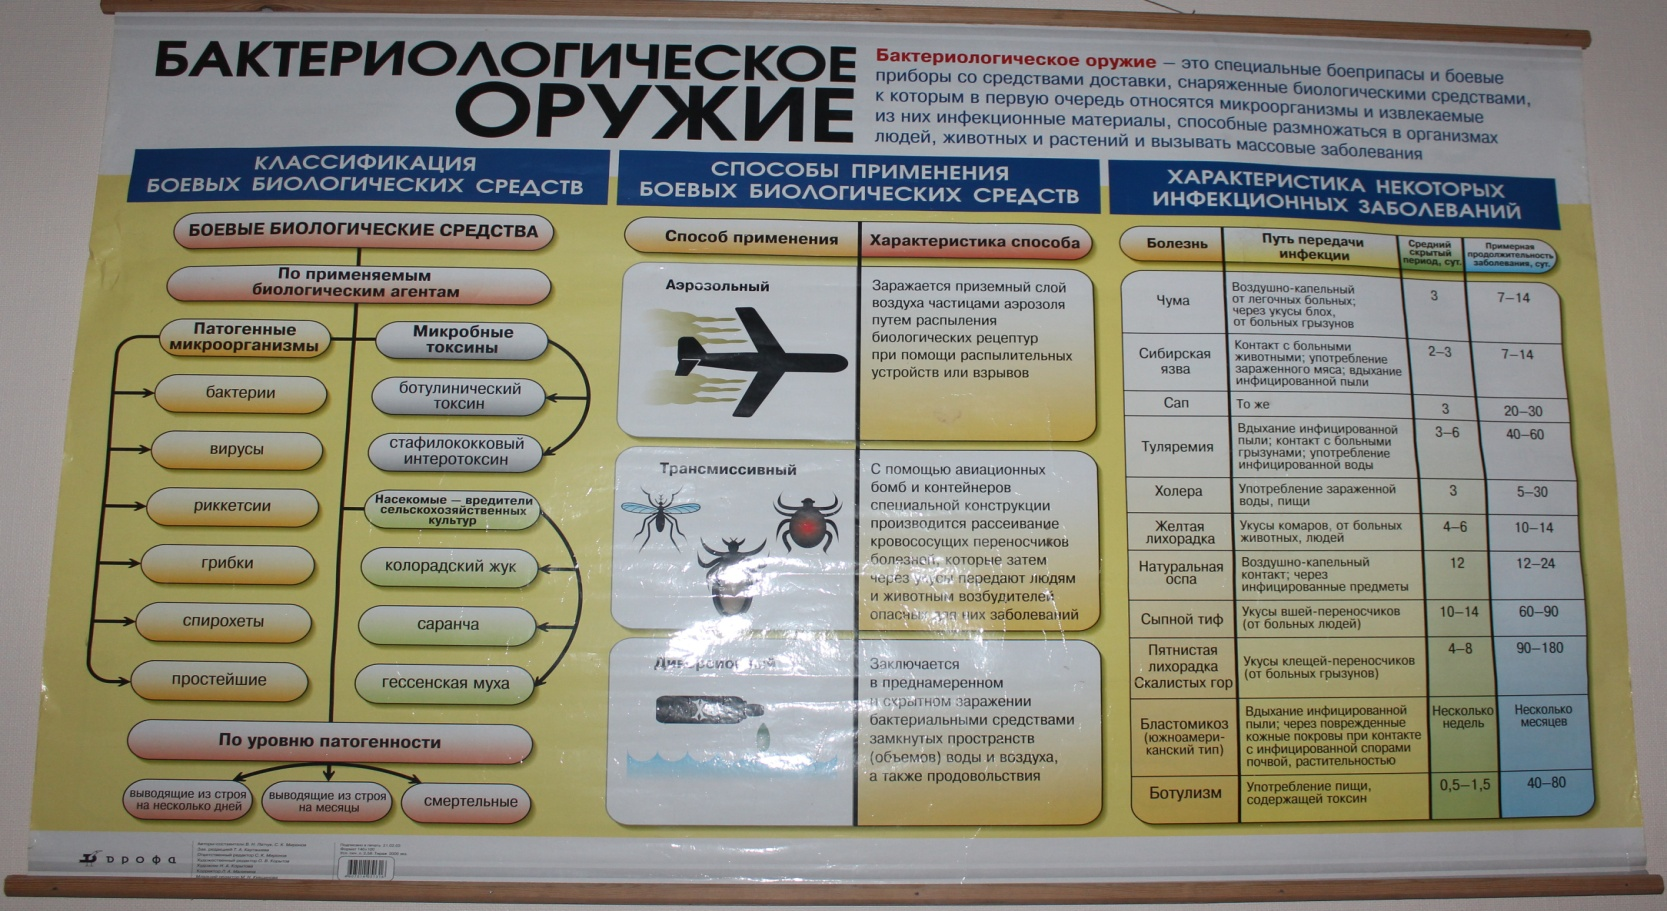 БАКТЕРИОЛОГИЧЕСКОЕ
ОРУЖИЕ
Бактериологическое оружие – это специальные боеприпасы и боевые
приборы со средствами доставки, снаряженные биологическими средствами,
к которым в первую очередь относятся микроорганизмы и извлекаемые
из них инфекционные материалы, способные размножаться в организмах
людей, животных и растений и вызывать массовые заболевания
КЛАССИФИКАЦИЯ
БОЕВЫХ БИОЛОГИЧЕСКИХ СРЕДСТВ
БОЕВЫЕ БИОЛОГИЧЕСКИЕ СРЕДСТВА
По применяемым
биологическим агентам
Патогенные
микроорганизмы
бактерии
вирусы
риккетсии
грибки
спирохеты
простейшие
Микробные
токсины
ботулинический
токсин
стафилококковый
интеротоксин
Насекомые — вредители
сельскохозяйственных
культур
колорадский жук
саранча
гессенская муха
По уровню патогенности
выводящие из строя
на несколько дней
выводящие из строя
на месяцы
смертельные
СПОСОБЫ ПРИМЕНЕНИЯ
БОЕВЫХ БИОЛОГИЧЕСКИХ СРЕДСТВ
Способ применения
Характеристика способа
Аэрозольный
Заражается приземный слой
воздуха частицами аэрозоля
путем распыления
биологических рецептур
при помощи распылительных
устройств или взрывов
Трансмиссивный
С помощью авиационных
бомб и контейнеров
специальной конструкции
производится рассеивание
кровососущих переносчиков
болезней, которые затем
через укусы передают людям
и животным возбудителей
опасных для них заболеваний
Диверсионный
Заключается
в преднамеренном
и скрытном заражении
бактериальными средствами
замкнутых пространств
(объемов) воды и воздуха,
а также продовольствия
ХАРАКТЕРИСТИКА НЕКОТОРЫХ
ИНФЕКЦИОННЫХ ЗАБОЛЕВАНИЙ
Болезнь
Путь передачи
инфекции
Средний
скрытый
период, сут.
Примерная
продолжительность
заболевания, сут.
Чума
Воздушно-капельный
от легочных больных;
через укусы блох,
от больных грызунов
3
7–14
Сибирская
язва
Контакт с больными
животными; употребление
зараженного мяса; вдыхание
инфицированной пыли
2–3
7–14
Сап
То же
3
20–30
Туляремия
Вдыхание инфицированной
пыли; контакт с больными
грызунами; употребление
инфицированной воды
3–6
40–60
Холера
Употребление зараженной
воды, пищи
3
5–30
Желтая
лихорадка
Укусы комаров, от больных
животных, людей
4–6
10–14
Натуральная
оспа
Воздушно-капельный
контакт; через
инфицированные предметы
12
12–24
Сыпной тиф
Укусы вшей-переносчиков
(от больных людей)
10–14
60–90
Пятнистая
лихорадка
Скалистых гор
Укусы клещей-переносчиков
(от больных грызунов)
4–8
90–180
Бластомикоз
(южноамери-
канский тип)
Вдыхание инфицированной
пыли; через поврежденные
кожные покровы при контакте
с инфицированной спорами
почвой, растительностью
Несколько
недель
Несколько
месяцев
Ботулизм
Употребление пищи,
содержащей токсин
0,5–1,5
40–80
дрофа